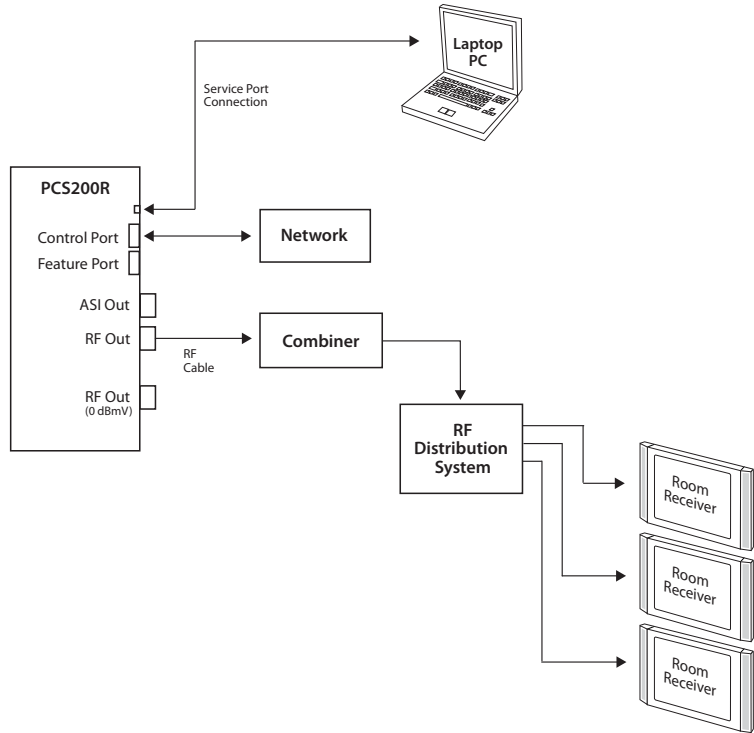 Laptop
PC
Service Port
Connection
PCS200R
Control Port
Feature Port
ASI Out
RF Out
RF Out
(0 dBmV)
Network
RF
Cable
Combiner
RF
Distribution
System
Room
Receiver
Room
Receiver
Room
Receiver